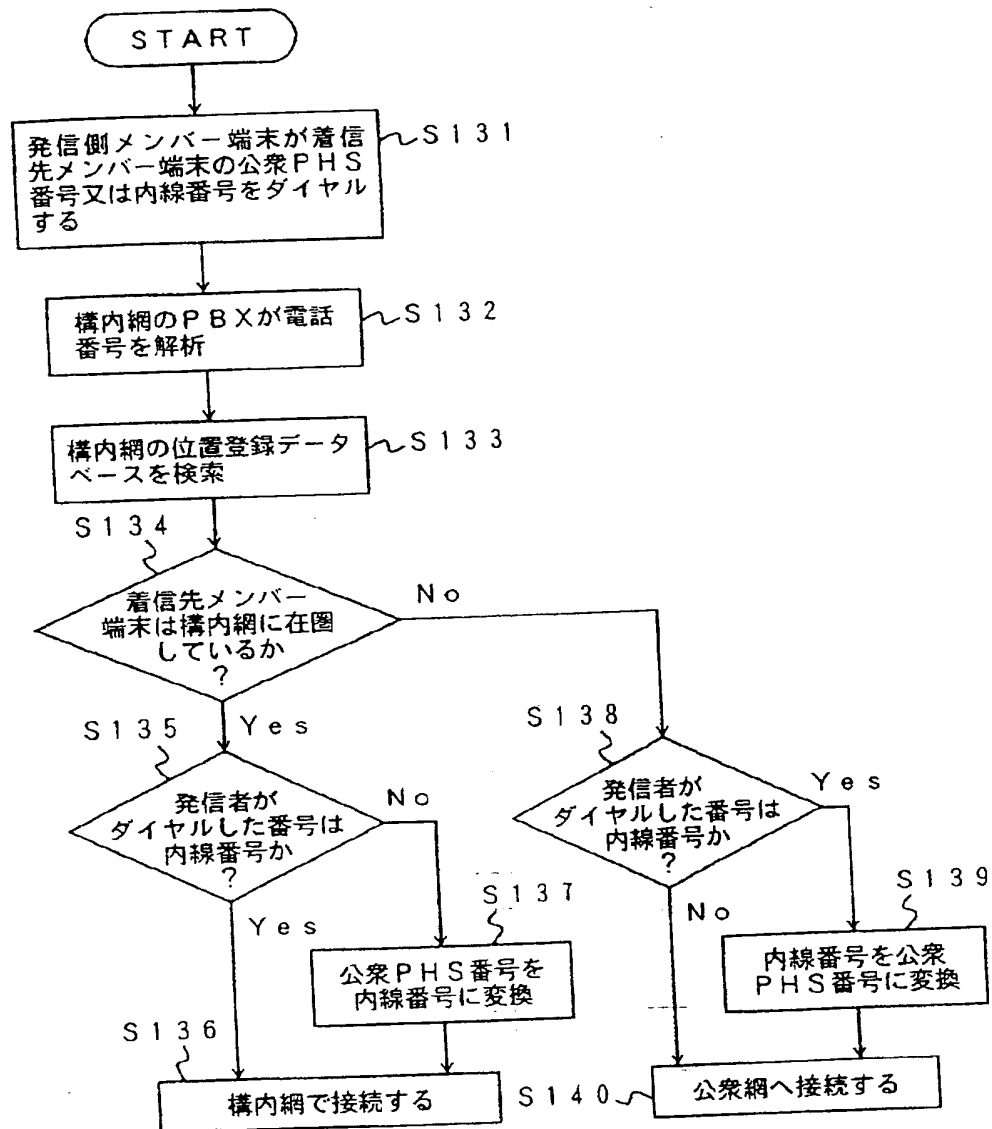 START
発信側メンバー端末が着信
先メンバー端末の公衆PHS
番号又は内線番号をダイヤル
する
S131
構内網のPBXが電話
番号を解析
S132
構内網の位置登録データ
ベースを検索
S133
S134
着信先メンバー
端末は構内網に在圏
しているか
?
No
Yes
S135
発信者が
ダイヤルした番号は
内線番号か
?
No
Yes
S137
公衆PHS番号を
内線番号に変換
S136
構内網で接続する
S138
発信者が
ダイヤルした番号は
内線番号か
?
Yes
No
S139
内線番号を公衆
PHS番号に変換
S140
公衆網へ接続する